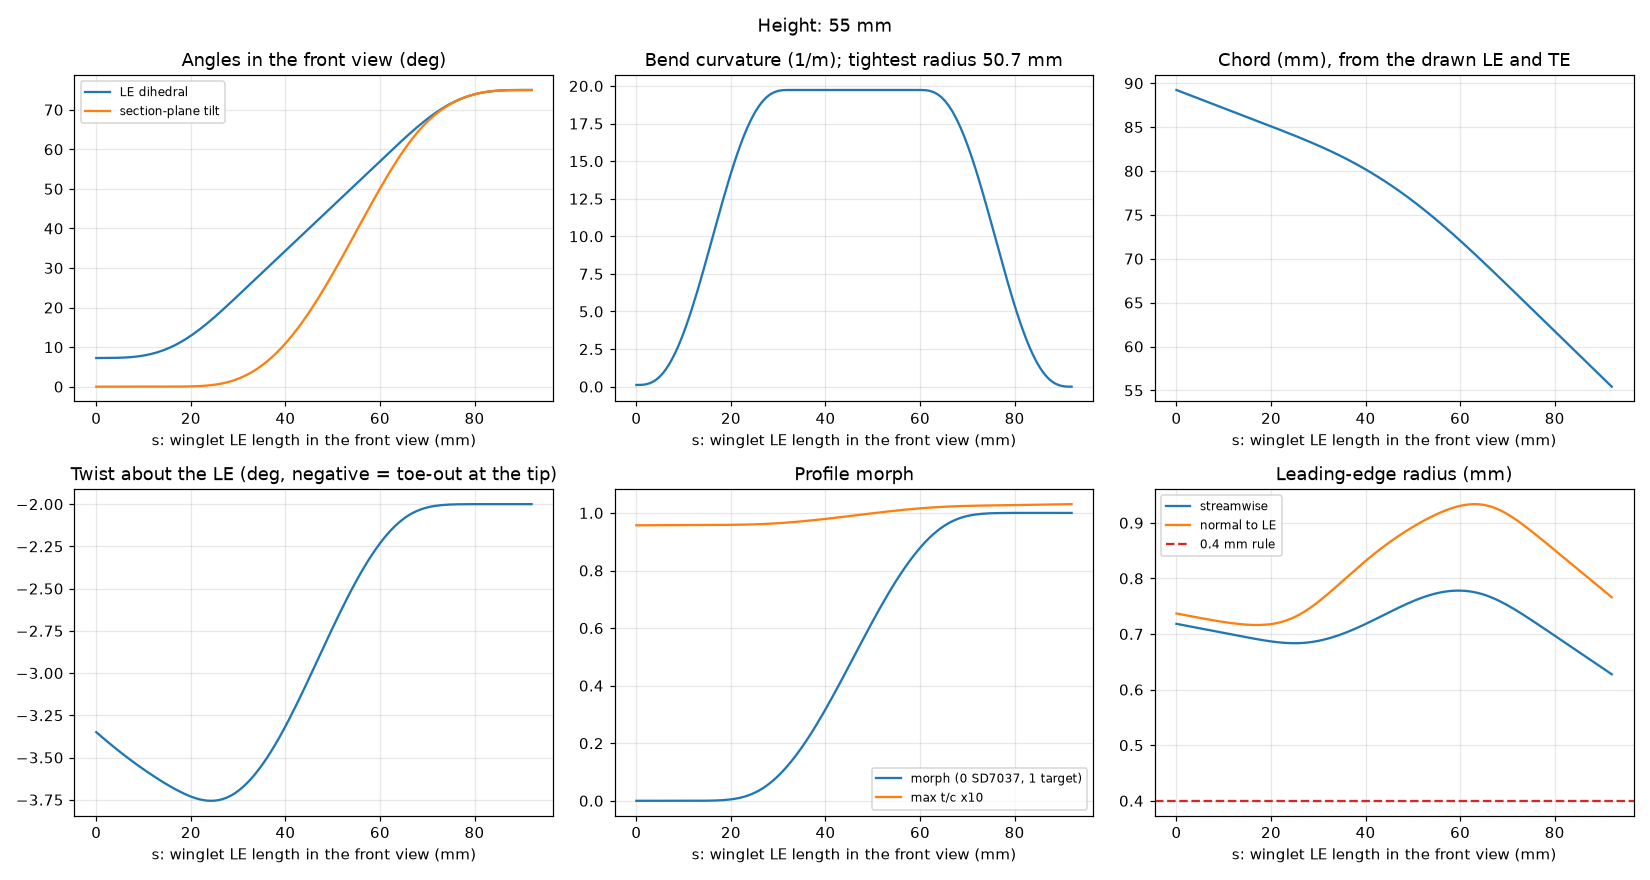 Height: 55 mm
Angles in the front view (deg)
LE dihedral
section-plane tilt
70
60
50
40
30
20
10
0
0 20 40 60 80
s: winglet LE length in the front view (mm)
Bend curvature (1/m); tightest radius 50.7 mm
20.0
17.5
15.0
12.5
10.0
7.5
5.0
2.5
0.0
0 20 40 60 80
s: winglet LE length in the front view (mm)
Chord (mm), from the drawn LE and TE
90
85
80
75
70
65
60
55
0 20 40 60 80
s: winglet LE length in the front view (mm)
Twist about the LE (deg, negative = toe-out at the tip)
−2.00
−2.25
−2.50
−2.75
−3.00
−3.25
−3.50
−3.75
0 20 40 60 80
s: winglet LE length in the front view (mm)
Profile morph
1.0
0.8
0.6
0.4
0.2
0.0
morph (0 SD7037, 1 target)
max t/c x10
0 20 40 60 80
s: winglet LE length in the front view (mm)
Leading-edge radius (mm)
streamwise
normal to LE
0.4 mm rule
0.9
0.8
0.7
0.6
0.5
0.4
0 20 40 60 80
s: winglet LE length in the front view (mm)